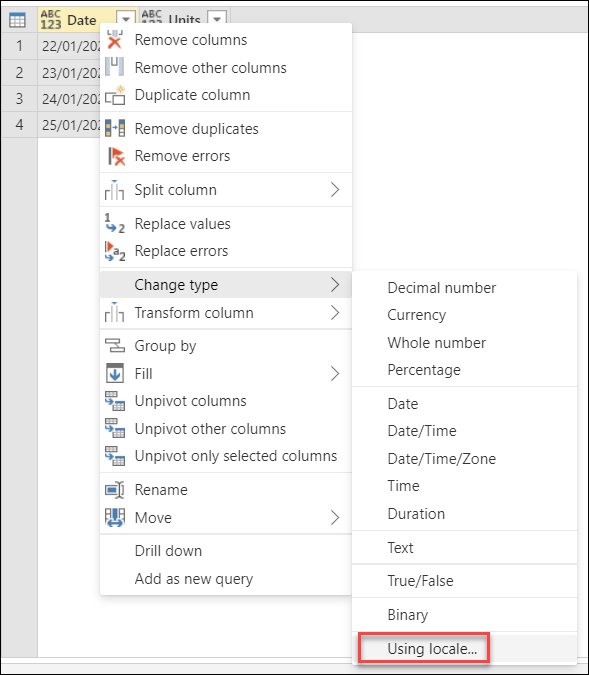 ABC 123 Date ABC 123 Units
1 22/01/202
2 23/01/202
3 24/01/202
4 25/01/202
Remove columns
Remove other columns
Duplicate column
Remove duplicates
Remove errors
Split column
1 2 Replace values
a2 Replace errors
Change type
Transform column
Group by
Fill
Unpivot columns
Unpivot other columns
Unpivot only selected columns
Rename
Move
Drill down
Add as new query
Decimal number
Currency
Whole number
Percentage
Date
Date/Time
Date/Time/Zone
Time
Duration
Text
True/False
Binary
Using locale...